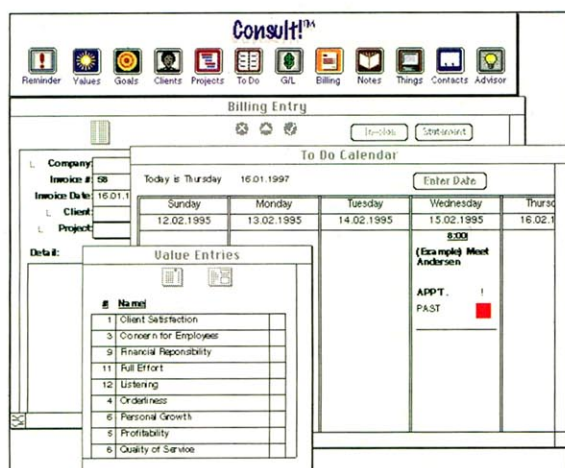 Consult!™
Reminder Values Goals Clients Projects To Do G/L Billing Notes Things Contacts Advisor
Billing Entry
Invoice Statement
To Do Calendar
Today is Thursday 16.01.1997 Enter Date
Sunday Monday Tuesday Wednesday Thursd
12.02.1995 13.02.1995 14.02.1995 15.02.1995 16.02.1
8:00
(Example) Meet
Andersen
APPT. !
PAST
L Company:
Invoice #: 58
Invoice Date: 16.01.1
L Client:
L Project:
Detail:
Value Entries
# Name
1 Client Satisfaction
3 Concern for Employees
9 Financial Reponsibility
11 Full Effort
12 Listening
4 Orderliness
6 Personal Growth
5 Profitability
6 Quality of Service